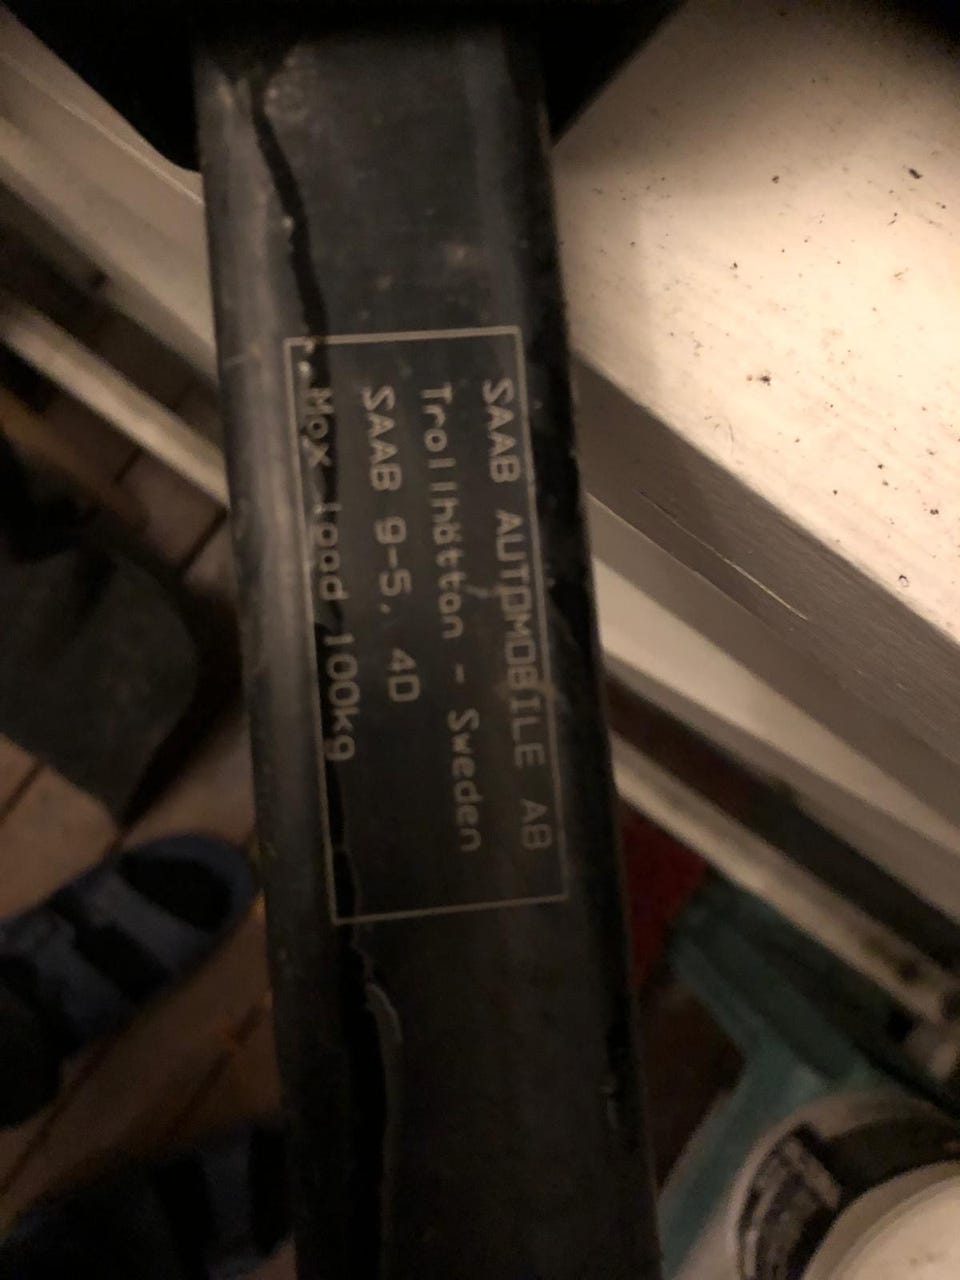 SAAB AUTOMOBILE AB
Trollhättan - Sweden
SAAB 9-5, 4D
Max load 100kg